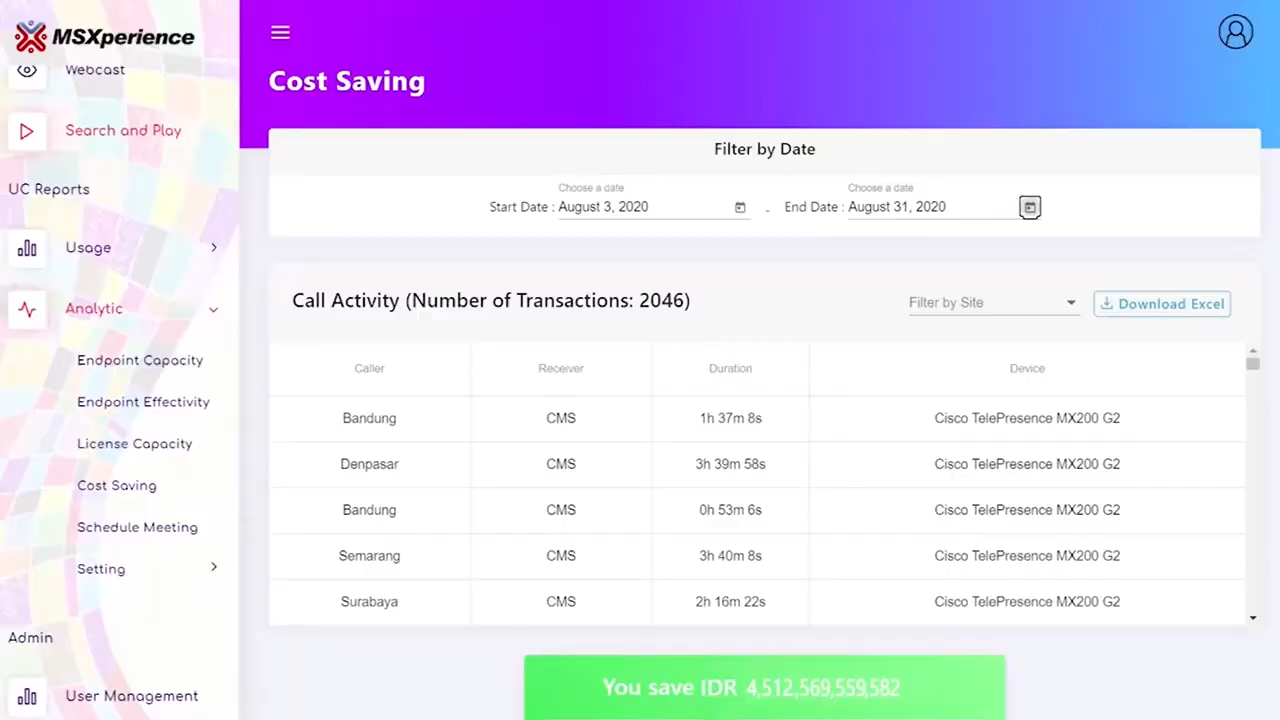 MSXperience
Webcast
Search and Play
UC Reports
Usage
Analytic
Endpoint Capacity
Endpoint Effectivity
License Capacity
Cost Saving
Schedule Meeting
Setting
Admin
User Management
Cost Saving
Filter by Date
Choose a date Choose a date
Start Date : August 3, 2020 - End Date : August 31, 2020
Call Activity (Number of Transactions: 2046) Filter by Site Download Excel
Caller Receiver Duration Device
Bandung CMS 1h 37m 8s Cisco TelePresence MX200 G2
Denpasar CMS 3h 39m 58s Cisco TelePresence MX200 G2
Bandung CMS 0h 53m 6s Cisco TelePresence MX200 G2
Semarang CMS 3h 40m 8s Cisco TelePresence MX200 G2
Surabaya CMS 2h 16m 22s Cisco TelePresence MX200 G2
You save IDR 4,512,569,559,582